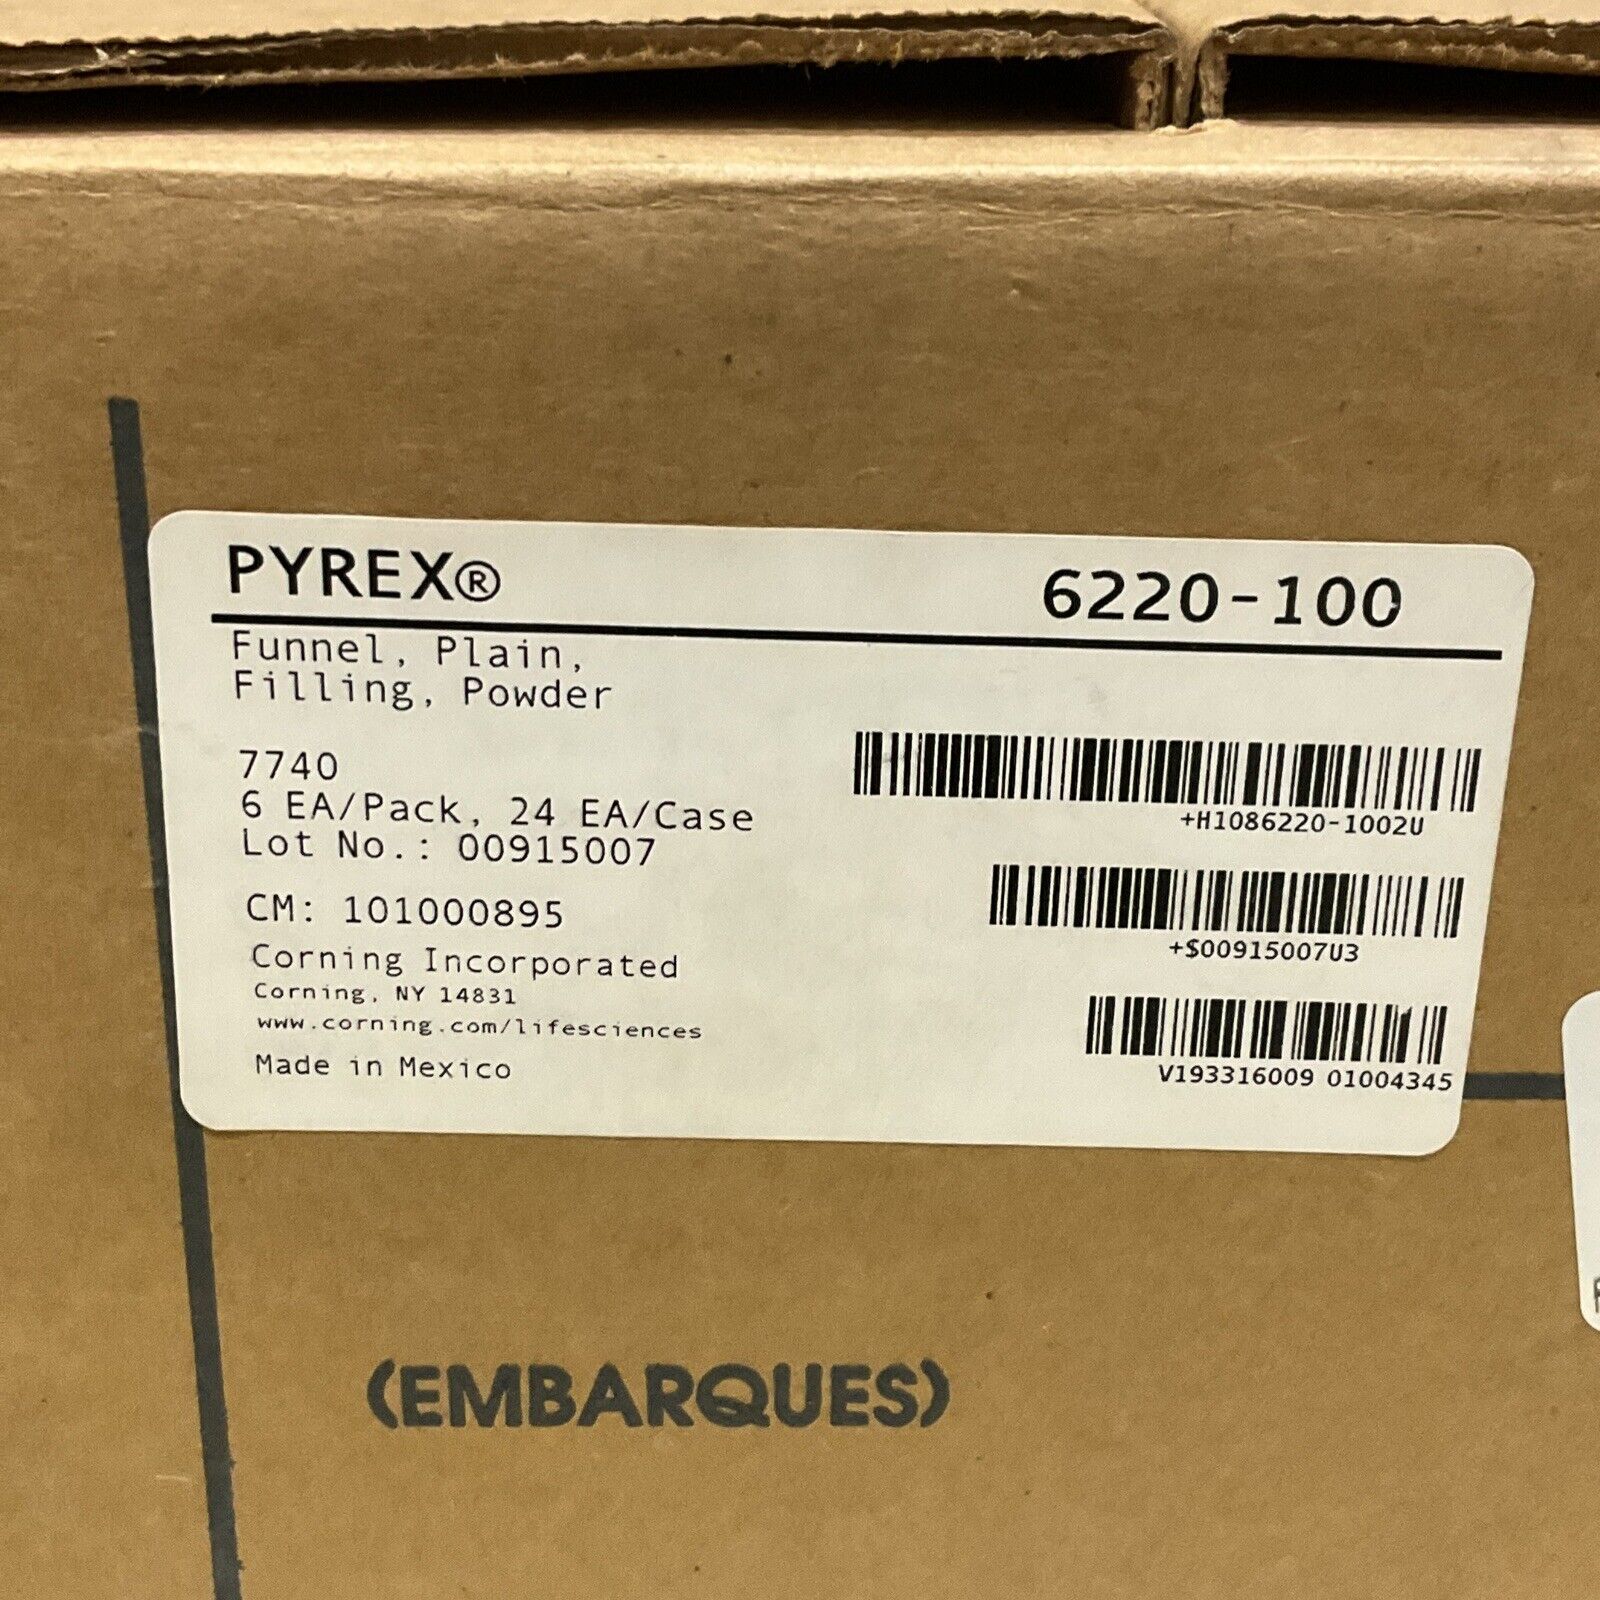 PYREX® 6220-100
Funnel, Plain,
Filling, Powder
7740
6 EA/Pack, 24 EA/Case
Lot No.: 00915007
CM: 101000895
Corning Incorporated
Corning, NY 14831
www.corning.com/lifesciences
Made in Mexico
+H1086220-1002U
+$00915007U3
V193316009 01004345
(EMBARQUES)